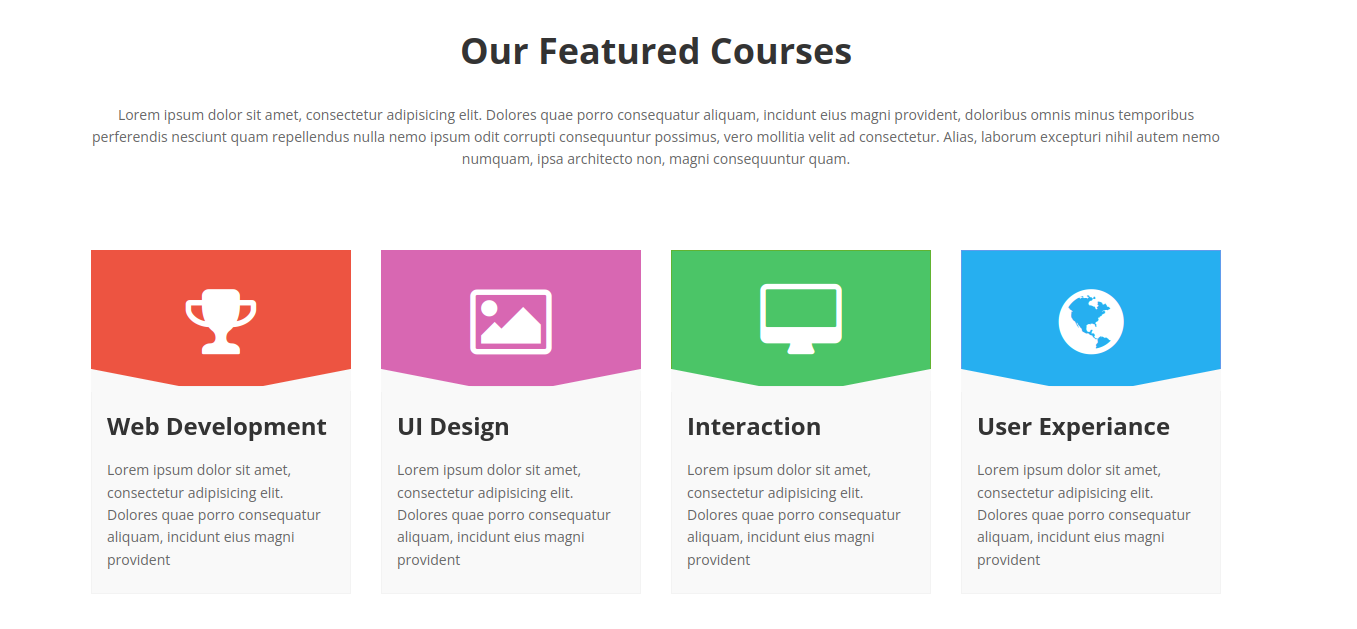 Our Featured Courses
Lorem ipsum dolor sit amet, consectetur adipisicing elit. Dolores quae porro consequatur aliquam, incidunt eius magni provident, doloribus omnis minus temporibus
perferendis nesciunt quam repellendus nulla nemo ipsum odit corrupti consequuntur possimus, vero mollitia velit ad consectetur. Alias, laborum excepturi nihil autem nemo
numquam, ipsa architecto non, magni consequuntur quam.
Web Development
Lorem ipsum dolor sit amet,
consectetur adipisicing elit.
Dolores quae porro consequatur
aliquam, incidunt eius magni
provident
UI Design
Lorem ipsum dolor sit amet,
consectetur adipisicing elit.
Dolores quae porro consequatur
aliquam, incidunt eius magni
provident
Interaction
Lorem ipsum dolor sit amet,
consectetur adipisicing elit.
Dolores quae porro consequatur
aliquam, incidunt eius magni
provident
User Experiance
Lorem ipsum dolor sit amet,
consectetur adipisicing elit.
Dolores quae porro consequatur
aliquam, incidunt eius magni
provident